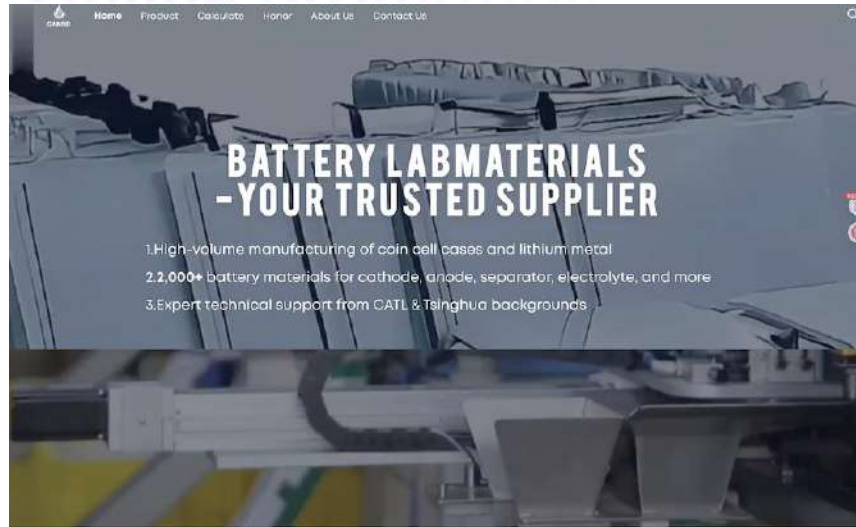 Home Product Calculate Honor About Us Contact Us
BATTERY LABMATERIALS
-YOUR TRUSTED SUPPLIER
1.High-volume manufacturing of coin cell cases and lithium metal
2.2,000+ battery materials for cathode, anode, separator, electrolyte, and more
3.Expert technical support from CATL & Tsinghua backgrounds